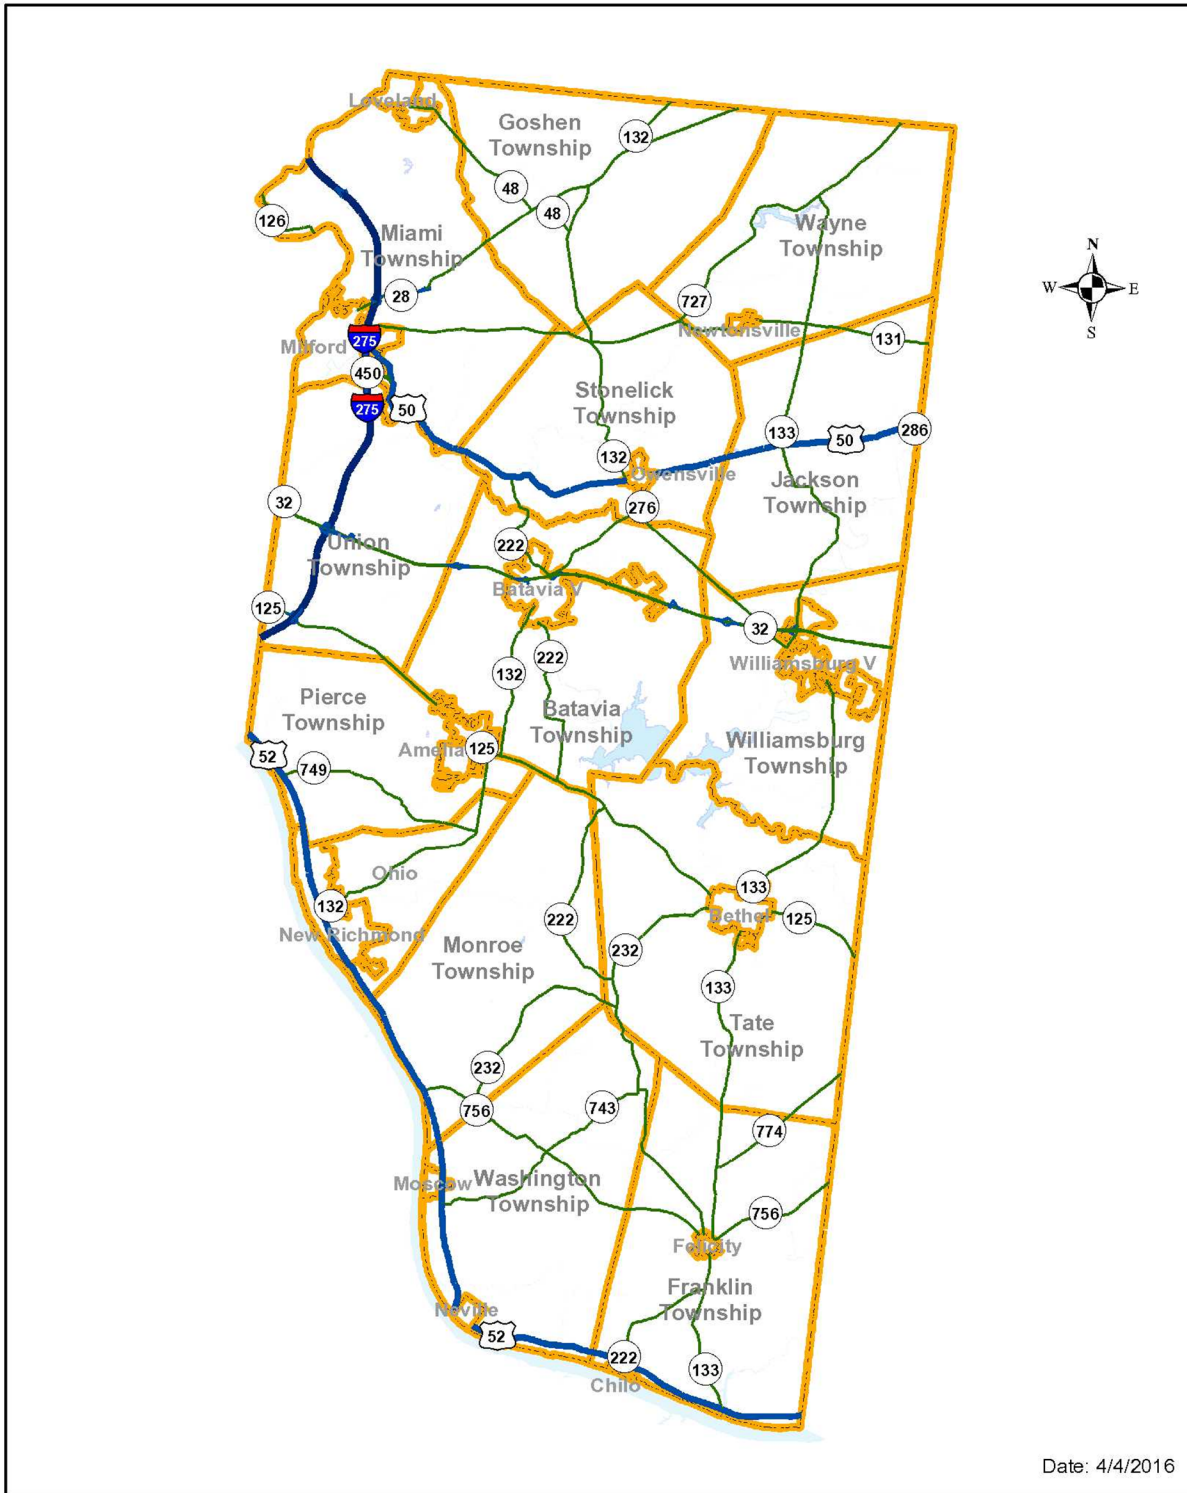 Loveland
Goshen
Township
132
48
48
126
Miami
Township
Wayne
Township
N
W
E
S
28
727
Newtonsville
131
Milford
275
450
275
50
Stonelick
Township
132
Owensville
133
50
286
Jackson
Township
32
276
222
Union
Township
Batavia V
125
32
132
222
Williamsburg V
Pierce
Township
Batavia
Township
Williamsburg
Township
52
749
Amelia
125
Ohio
133
132
New Richmond
222
Bethel
125
Monroe
Township
232
133
Tate
Township
232
756
743
774
Moscow
Washington
Township
756
Felicity
Franklin
Township
Neville
52
222
133
Chilo
Date: 4/4/2016